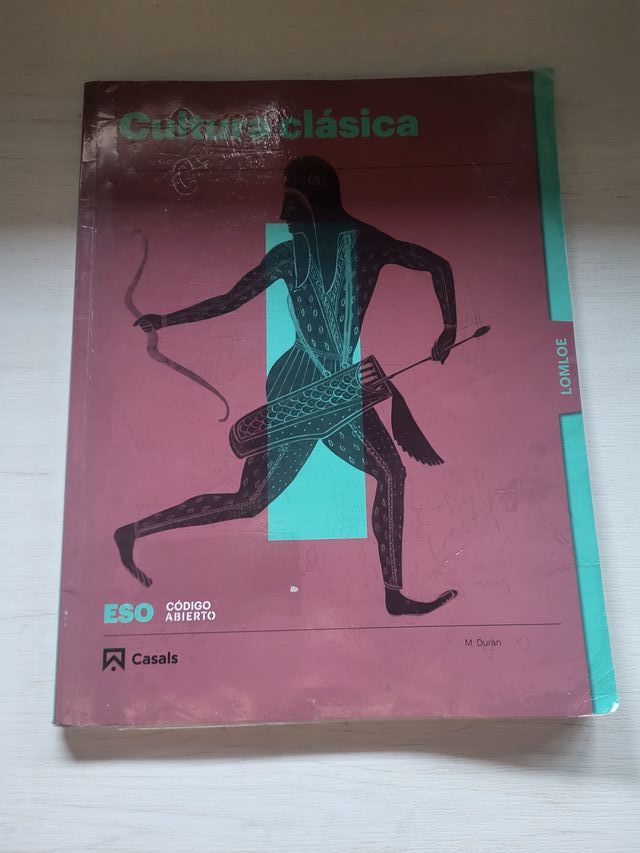 Cultura clásica
LOMLOE
ESO CÓDIGO
ABIERTO
M. Durán
Casals